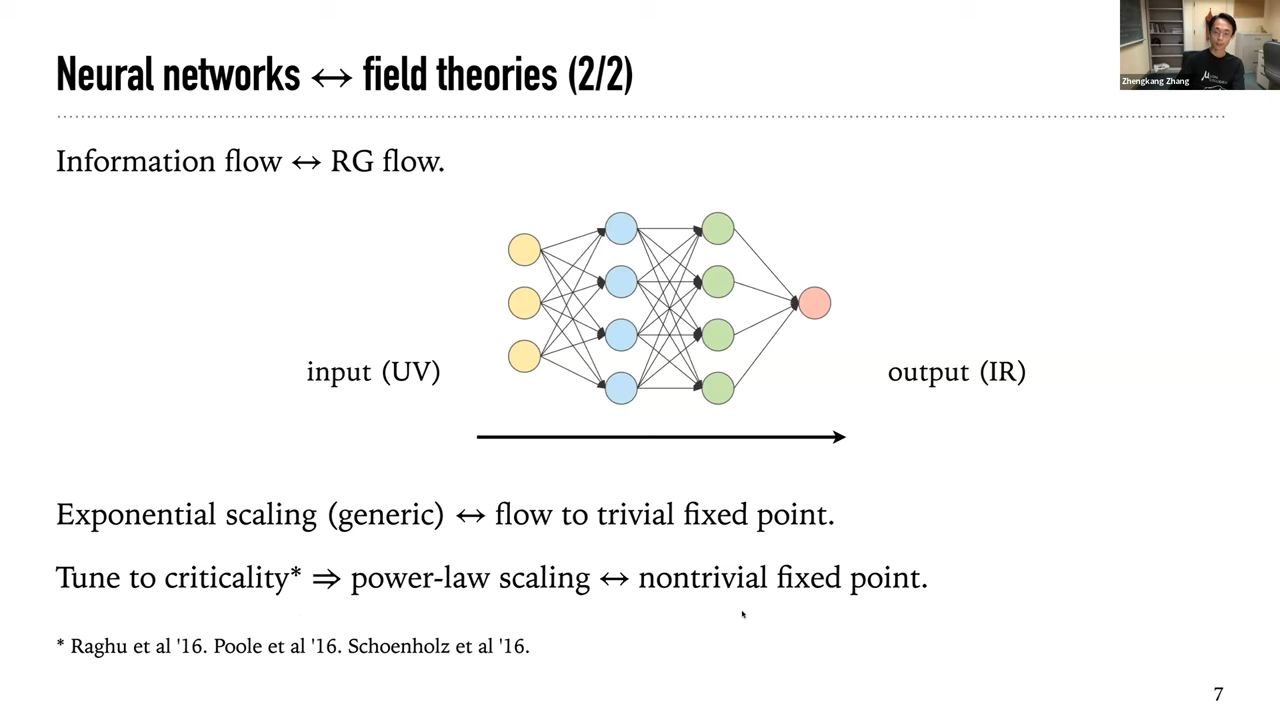 Neural networks ↔ field theories (2/2)
Zhengkang Zhang
Information flow ↔ RG flow.
input (UV)
output (IR)
Exponential scaling (generic) ↔ flow to trivial fixed point.
Tune to criticality* ⇒ power-law scaling ↔ nontrivial fixed point.
* Raghu et al '16. Poole et al '16. Schoenholz et al '16.
7